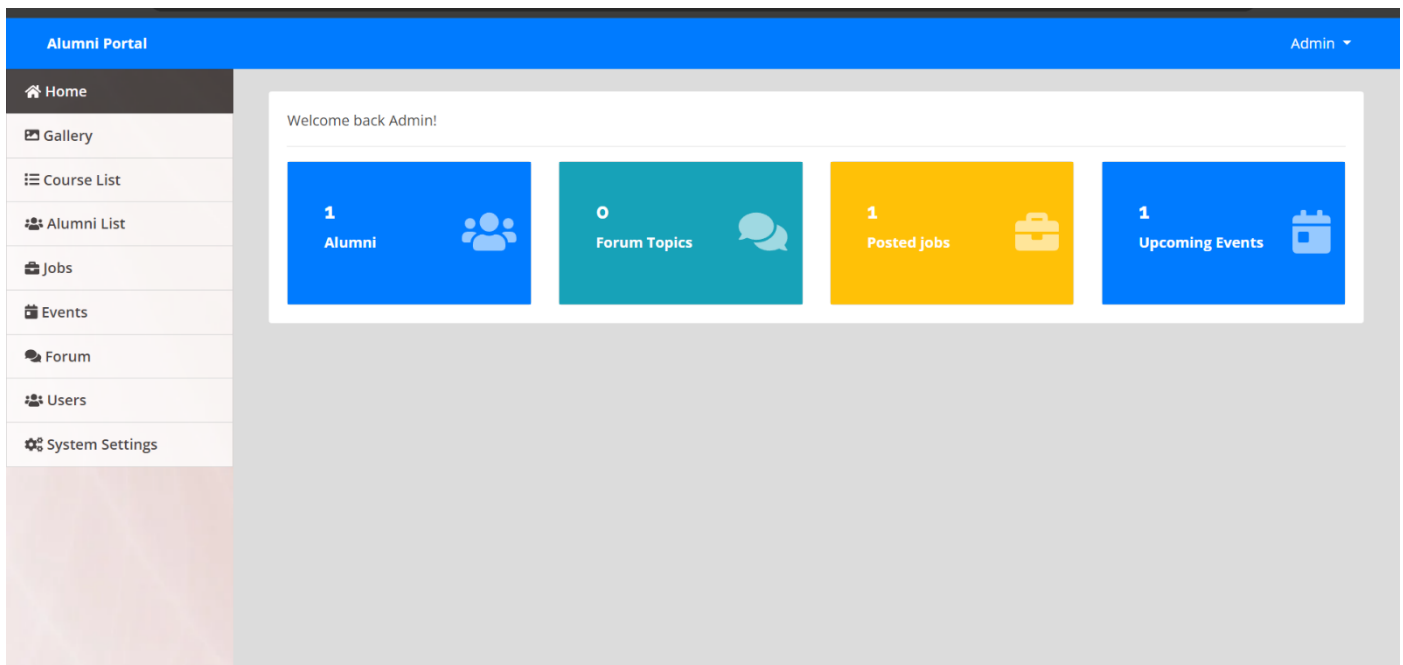 Alumni Portal
Admin
Home
Gallery
Course List
Alumni List
Jobs
Events
Forum
Users
System Settings
Welcome back Admin!
1
Alumni
0
Forum Topics
1
Posted jobs
1
Upcoming Events